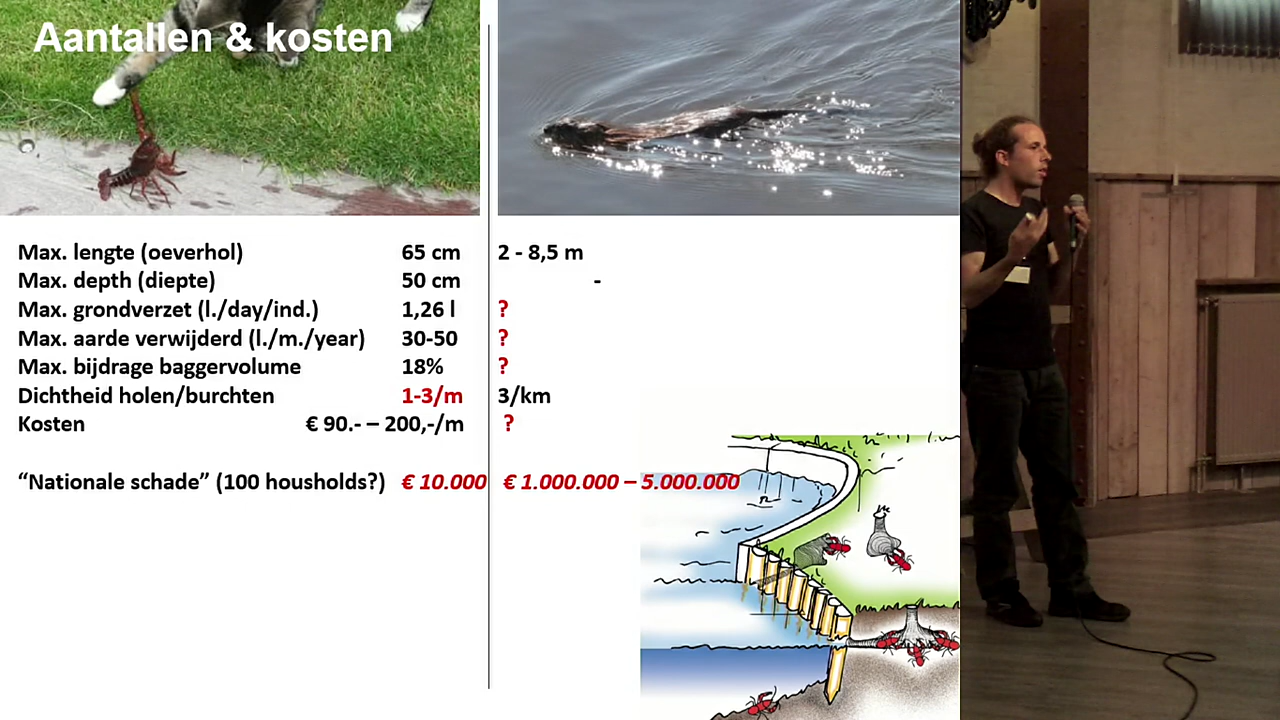 Aantallen & kosten
Max. lengte (oeverhol) 65 cm 2 - 8,5 m
Max. depth (diepte) 50 cm -
Max. grondverzet (l./day/ind.) 1,26 l ?
Max. aarde verwijderd (l./m./year) 30-50 ?
Max. bijdrage baggervolume 18% ?
Dichtheid holen/burchten 1-3/m 3/km
Kosten € 90.- – 200,-/m ?
“Nationale schade” (100 housholds?) € 10.000 € 1.000.000 – 5.000.000